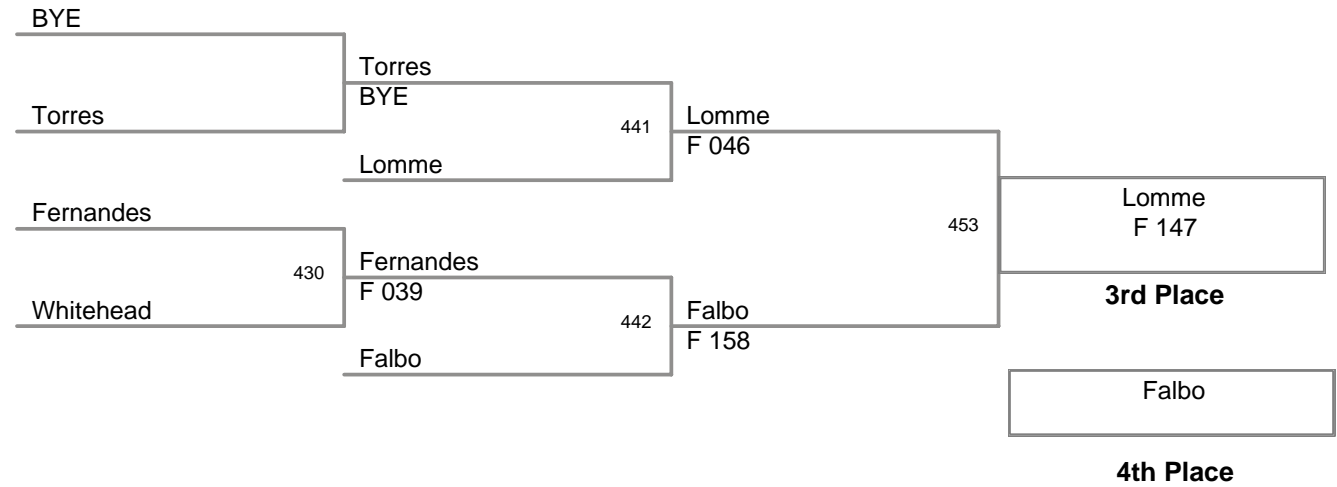 BYE
Torres
Torres
BYE
441
Lomme
F 046
Lomme
Fernandes
453
Lomme
F 147
430
Fernandes
F 039
3rd Place
Whitehead
442
Falbo
F 158
Falbo
Falbo
4th Place